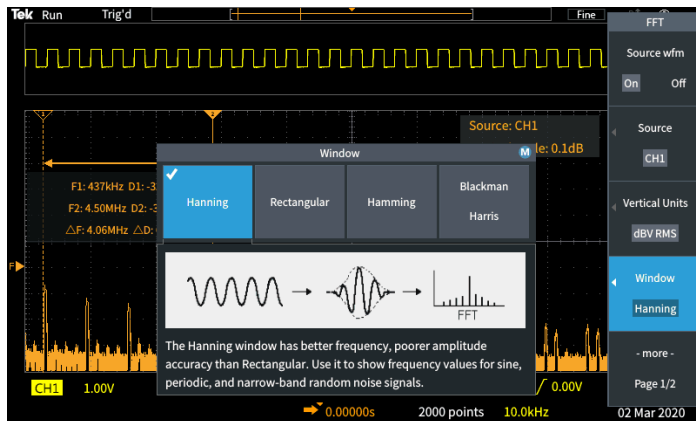 Tek Run Trig'd Fine
FFT
Source wfm
On Off
Source
CH1
Vertical Units
dBV RMS
Window
Hanning
- more -
Page 1/2
1
2
Source: CH1
le: 0.1dB
F1: 437kHz D1: -3
F2: 4.50MHz D2: -3
△F: 4.06MHz △D:
F
Window M
Hanning
Rectangular
Hamming
Blackman
Harris
FFT
The Hanning window has better frequency, poorer amplitude
accuracy than Rectangular. Use it to show frequency values for sine,
periodic, and narrow-band random noise signals.
CH1 1.00V
0.00V
0.00000s 2000 points 10.0kHz 02 Mar 2020